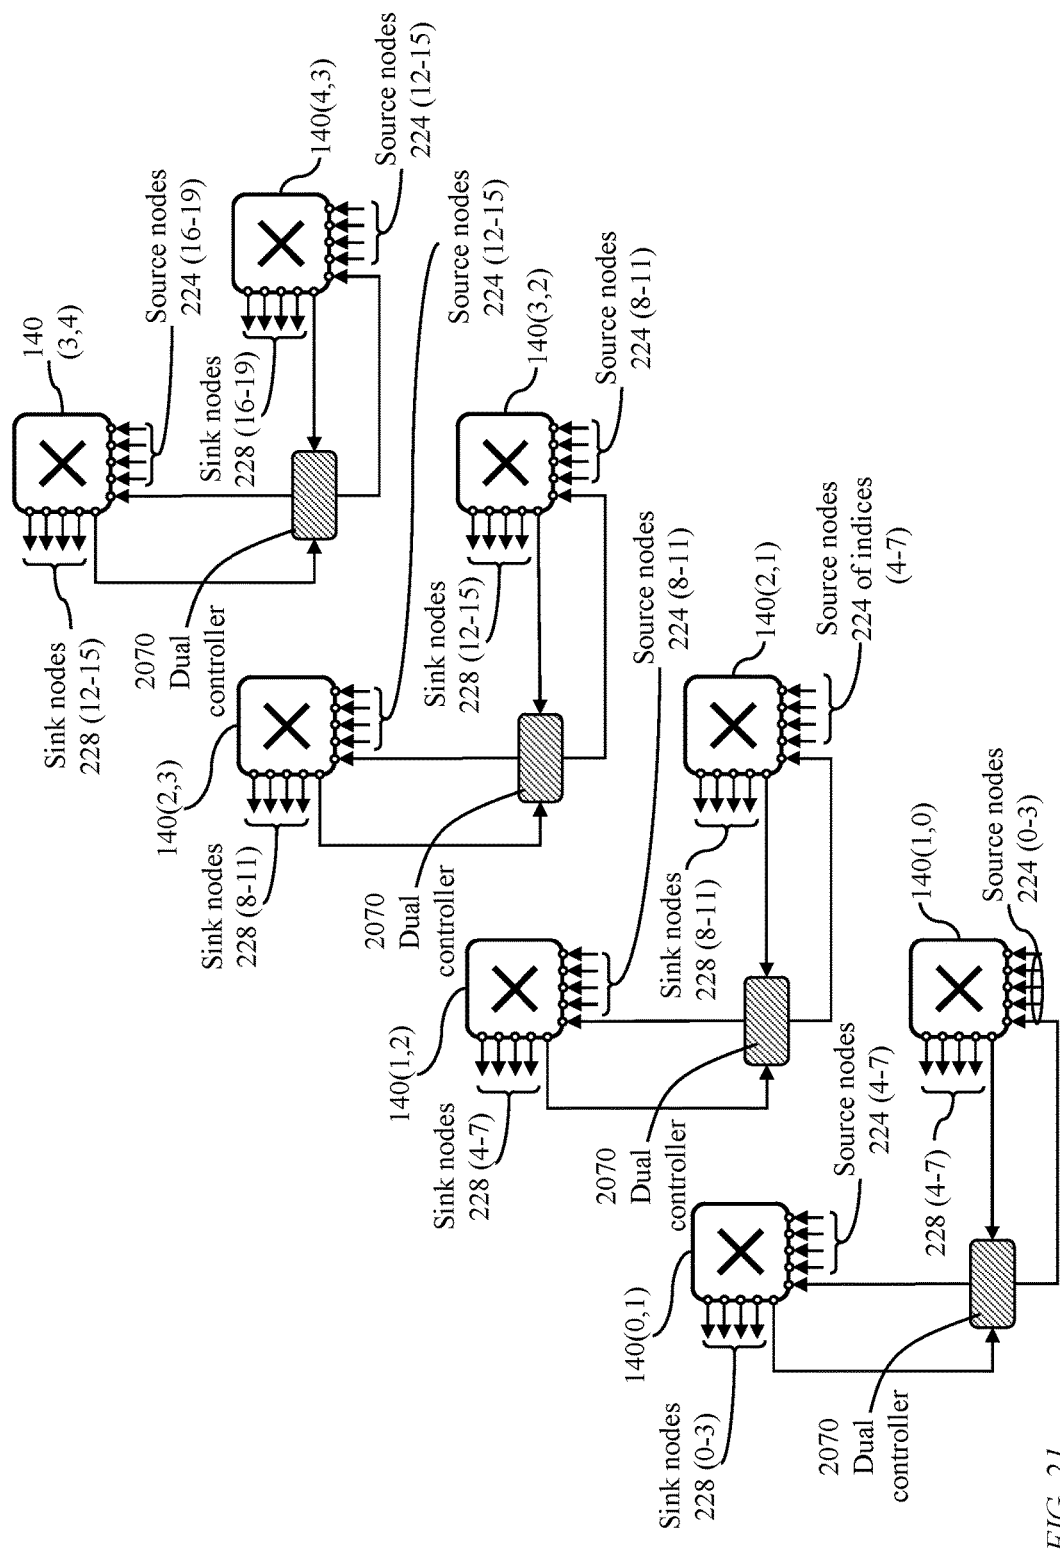 140
(3,4)
Source nodes
224 (16-19)
140(4,3)
Source nodes
224 (12-15)
Sink nodes
228 (12-15)
Sink nodes
228 (16-19)
2070
Dual
controller
Source nodes
224 (12-15)
140(2,3)
Sink nodes
228 (8-11)
140(3,2)
Source nodes
224 (8-11)
Sink nodes
228 (12-15)
2070
Dual
controller
Source nodes
224 (8-11)
140(1,2)
Sink nodes
228 (4-7)
140(2,1)
Source nodes
224 of indices
(4-7)
Sink nodes
228 (8-11)
2070
Dual
controller
Source nodes
224 (4-7)
140(0,1)
Sink nodes
228 (0-3)
140(1,0)
Source nodes
224 (0-3)
228 (4-7)
2070
Dual
controller
FIG. 21